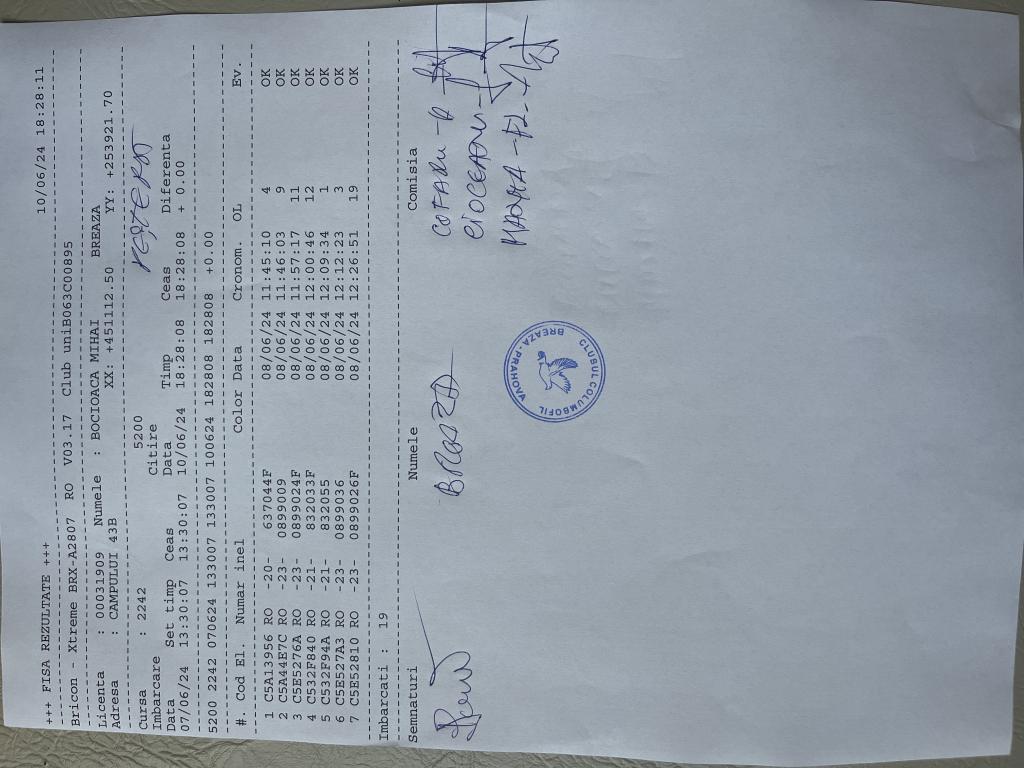 +++ FISA REZULTATE +++ 10/06/24 18:28:11
Bricon - Xtreme BRX-A2807 RO V03.17 Club uniB063C00895
Licenta : 00031909 Numele : BOCIOACA MIHAI BREAZA
Adresa : CAMPULUI 43B XX: +451112.50 YY: +253921.70
Cursa : 2242 5200
Imbarcare Citire
Data Set timp Ceas Data Timp Ceas Diferenta
07/06/24 13:30:07 13:30:07 10/06/24 18:28:08 18:28:08 + 0.00
5200 2242 070624 133007 133007 100624 182808 182808 +0.00
# Cod El. Numar inel Color Data Cronom. OL Ev.
1 C5A13956 RO -20- 637044F 08/06/24 11:45:10 4 OK
2 C5A44E7C RO -23- 0899009 08/06/24 11:46:03 9 OK
3 C5E5276A RO -23- 0899024F 08/06/24 11:57:17 11 OK
4 C532F840 RO -21- 832033F 08/06/24 12:00:46 12 OK
5 C532F94A RO -21- 832055 08/06/24 12:09:34 1 OK
6 C5E527A3 RO -23- 0899036 08/06/24 12:12:23 3 OK
7 C5E52810 RO -23- 0899026F 08/06/24 12:26:51 19 OK
Imbarcati : 19
Semnaturi Numele Comisia
BREAZA
CLUBUL COLUMBOFIL
BREAZA, PRAHOVA